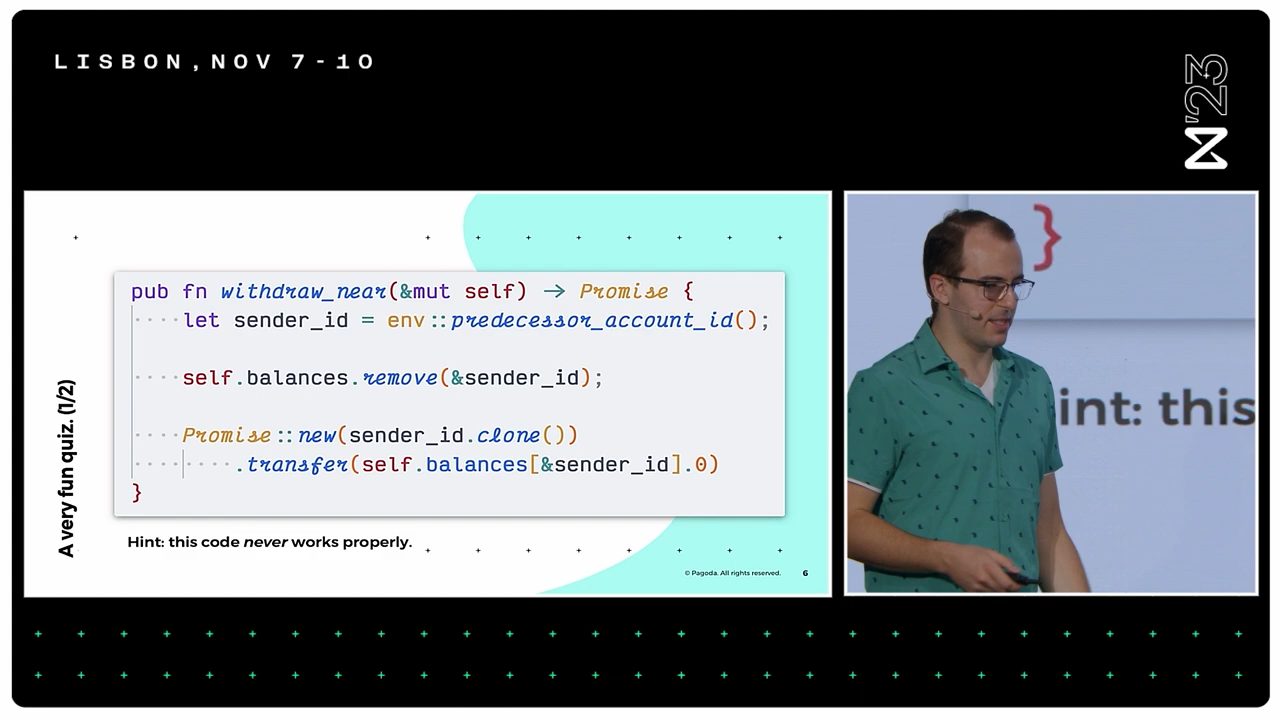 LISBON, NOV 7-10
'23
A very fun quiz. (1/2)
pub fn withdraw_near(&mut self) → Promise {
····let sender_id = env::predecessor_account_id();
····self.balances.remove(&sender_id);
····Promise::new(sender_id.clone())
········.transfer(self.balances[&sender_id].0)
}
Hint: this code never works properly.
© Pagoda. All rights reserved.
6
}
int: this